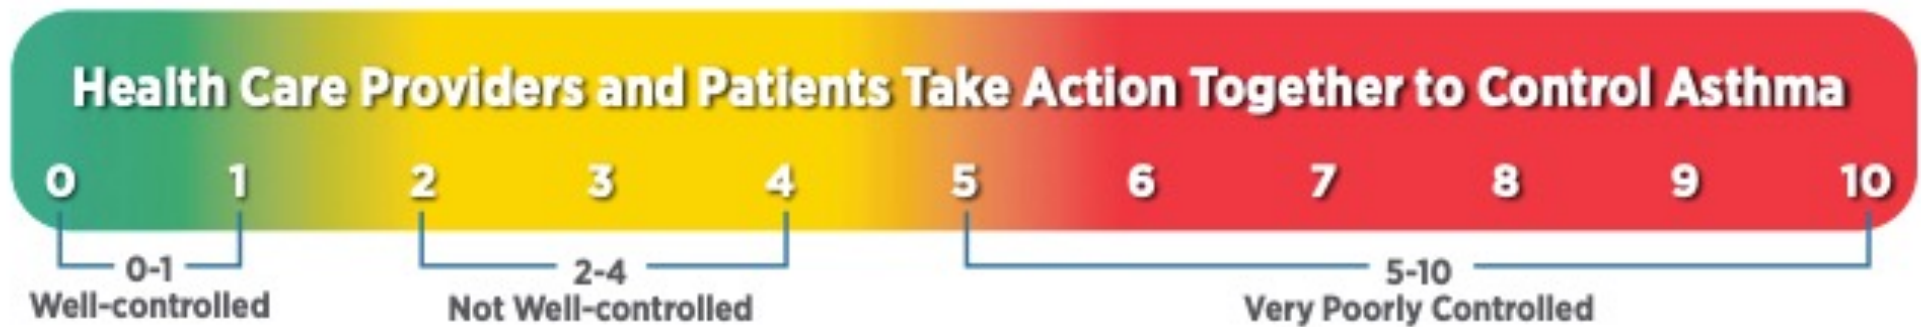 Health Care Providers and Patients Take Action Together to Control Asthma
0 1 2 3 4 5 6 7 8 9 10
0-1 2-4 5-10
Well-controlled Not Well-controlled Very Poorly Controlled